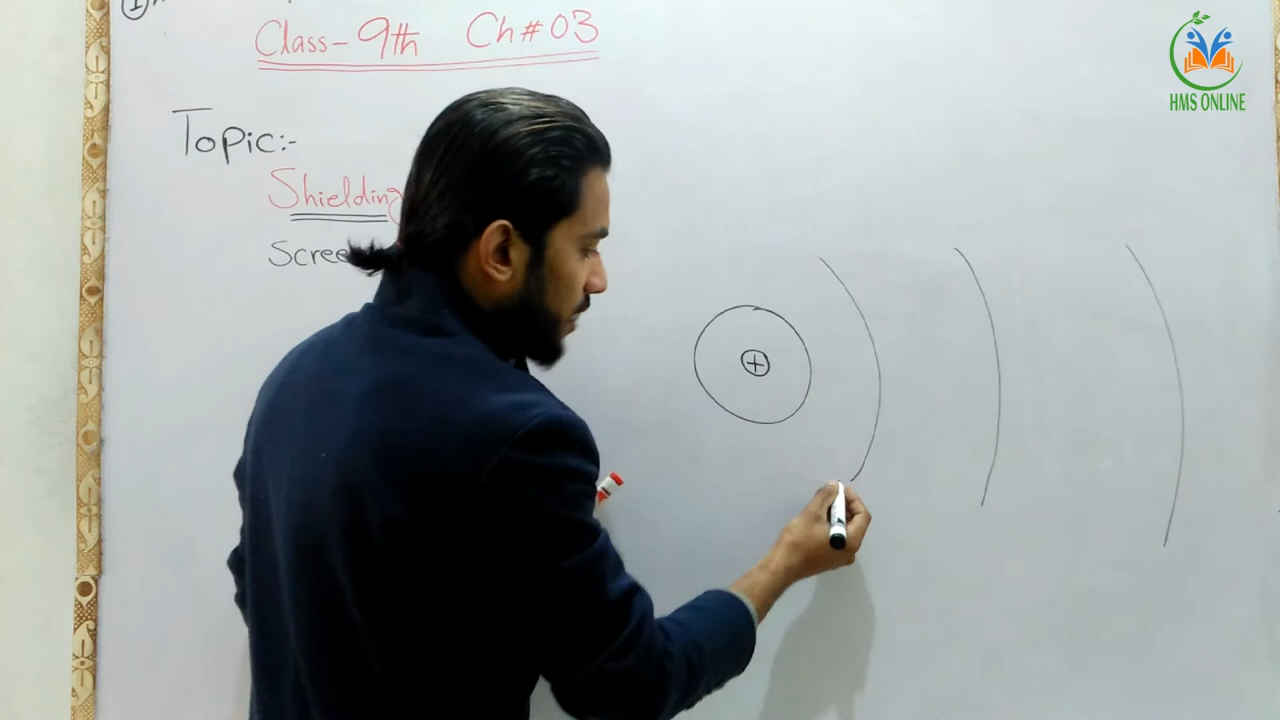 Class- 9th Ch # 03
Topic:-
Shielding
Scree
+
HMS ONLINE